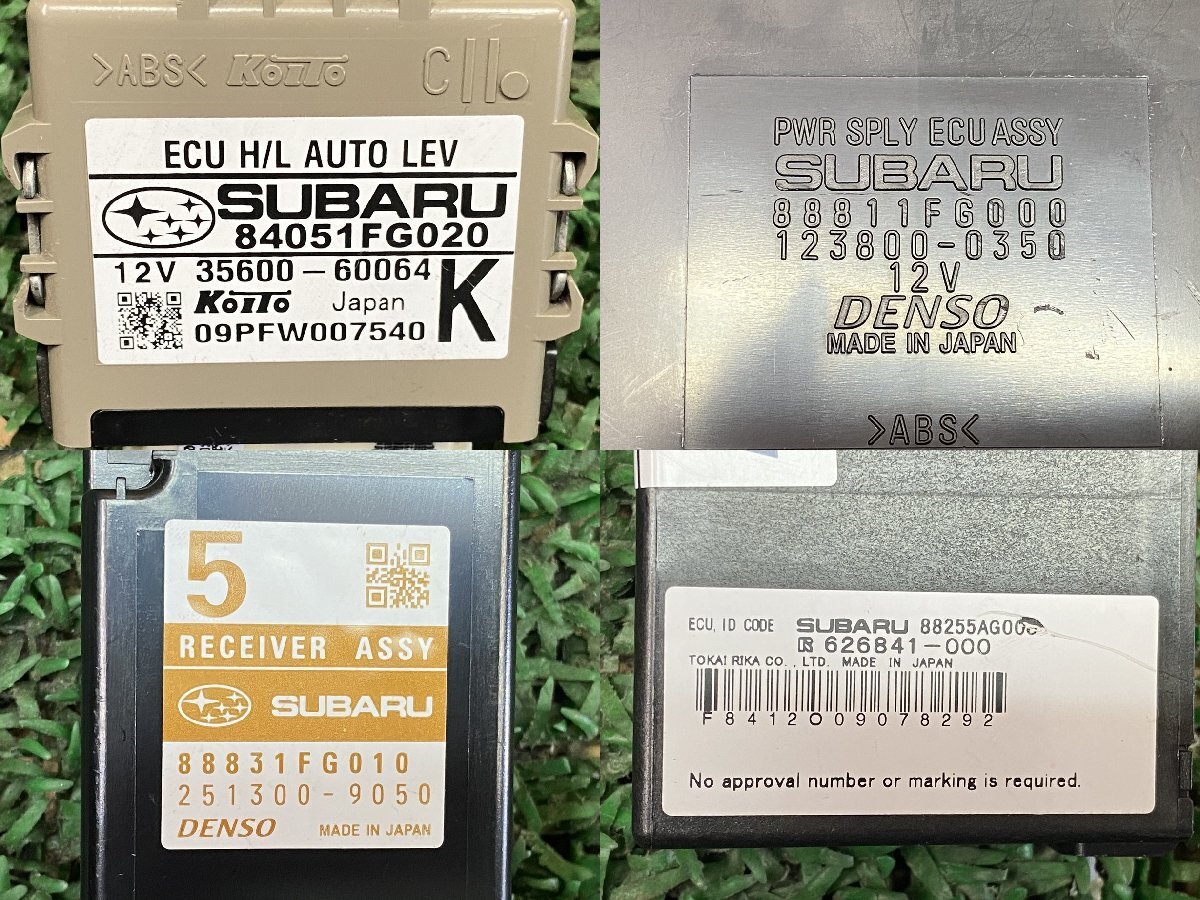 >ABS< KOITO C||.
ECU H/L AUTO LEV
SUBARU
84051FG020
12V 35600-60064
KOITO Japan K
09PFW007540
PWR SPLY ECU ASSY
SUBARU
88811FG000
123800-0350
12V
DENSO
MADE IN JAPAN
>ABS<
5
RECEIVER ASSY
SUBARU
88831FG010
251300-9050
DENSO MADE IN JAPAN
ECU, ID CODE SUBARU
626841-000
TOKAI RIKA CO., LTD. MADE IN JAPAN
F8412O09078292
No approval number or marking is required.